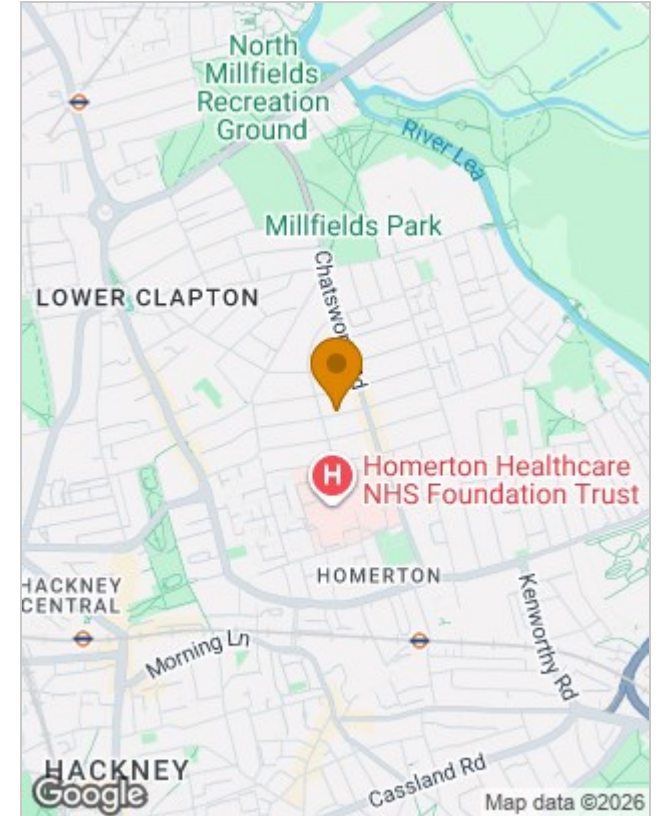 North
Millfields
Recreation
Ground
River Lea
Millfields Park
LOWER CLAPTON
H
Homerton Healthcare
NHS Foundation Trust
HOMERTON
HACKNEY
CENTRAL
Morning Ln
Kenworthy Rd
HACKNEY
Cassland Rd
Google
Map data ©2026